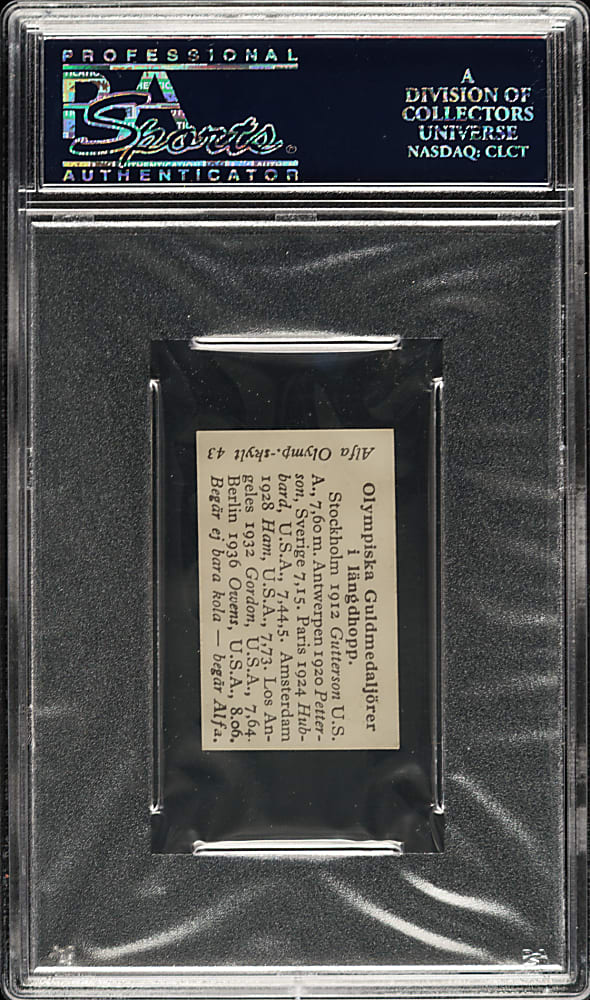 PROFESSIONAL
PSA
Sports
AUTHENTICATOR
A
DIVISION OF
COLLECTORS
UNIVERSE
NASDAQ: CLCT
Alfa Olymp.-skylt 43
Olympiska Guldmedaljörer
i längdhopp.
Stockholm 1912 Gutterson U.S.
A., 7,60 m. Antwerpen 1920 Petter-
son, Sverige 7,15. Paris 1924 Hub-
bard, U.S.A., 7,44,5. Amsterdam
1928 Ham, U.S.A., 7,73. Los An-
geles 1932 Gordon, U.S.A., 7,64.
Berlin 1936 Owens, U.S.A., 8,06.
Begär ej bara kola — begär Alfa.